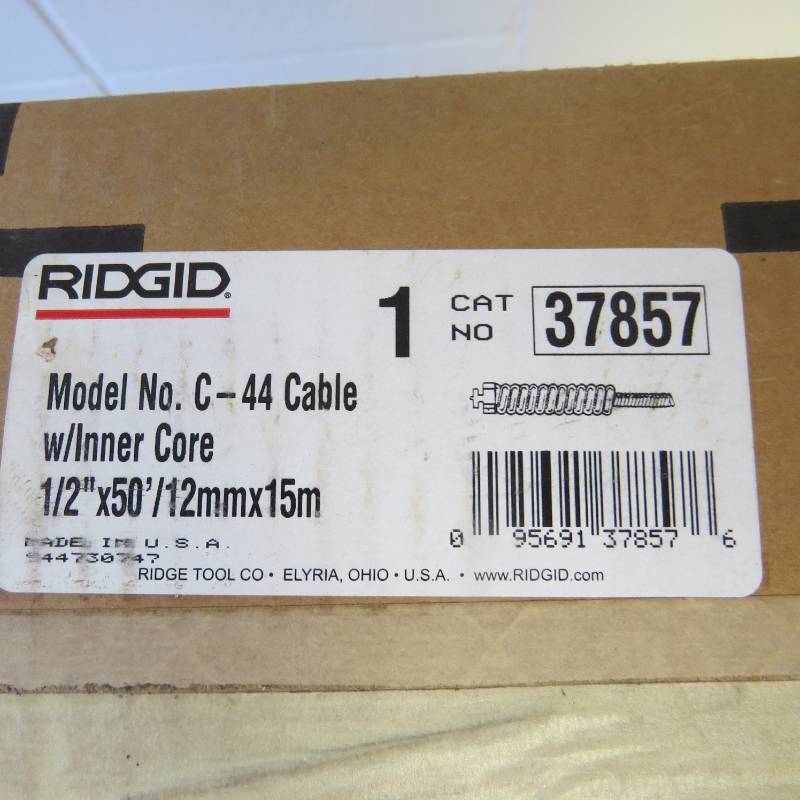 RIDGID®
1
CAT NO
37857
Model No. C-44 Cable
w/Inner Core
1/2"x50'/12mmx15m
MADE IN U.S.A.
944730747
0 95691 37857 6
RIDGE TOOL CO • ELYRIA, OHIO • U.S.A. • www.RIDGID.com